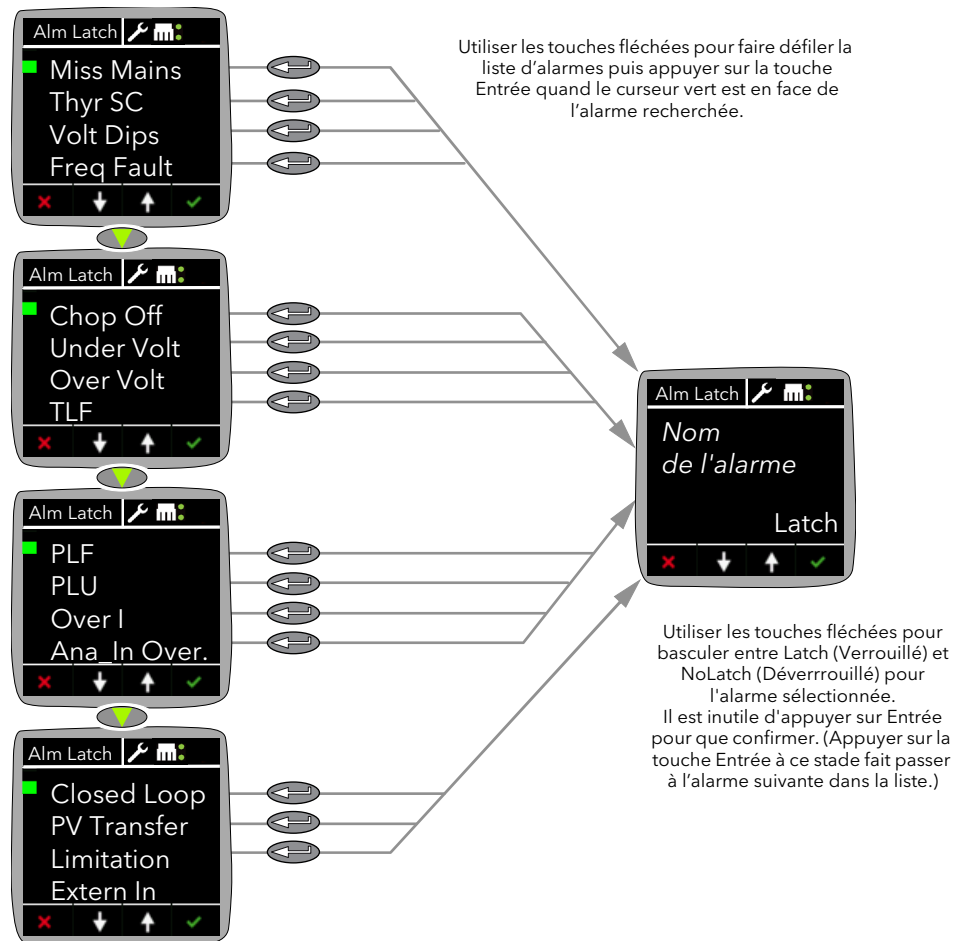 Alm Latch
Miss Mains
Thyr SC
Volt Dips
Freq Fault
Utiliser les touches fléchées pour faire défiler la
liste d'alarmes puis appuyer sur la touche
Entrée quand le curseur vert est en face de
l'alarme recherchée.
Alm Latch
Chop Off
Under Volt
Over Volt
TLF
Alm Latch
PLF
PLU
Over I
Ana_In Over.
Alm Latch
Closed Loop
PV Transfer
Limitation
Extern In
Alm Latch
Nom
de l'alarme
Latch
Utiliser les touches fléchées pour
basculer entre Latch (Verrouillé) et
NoLatch (Déverrrouillé) pour
l'alarme sélectionnée.
Il est inutile d'appuyer sur Entrée
pour que confirmer. (Appuyer sur la
touche Entrée à ce stade fait passer
à l'alarme suivante dans la liste.)